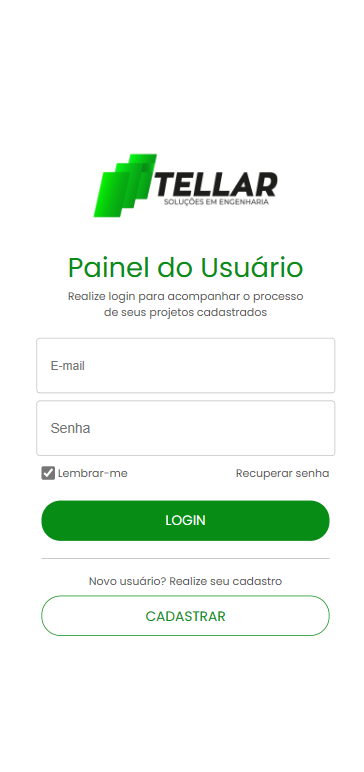 TELLAR
SOLUÇÕES EM ENGENHARIA
Painel do Usuário
Realize login para acompanhar o processo
de seus projetos cadastrados
E-mail
Senha
Lembrar-me Recuperar senha
LOGIN
Novo usuário? Realize seu cadastro
CADASTRAR